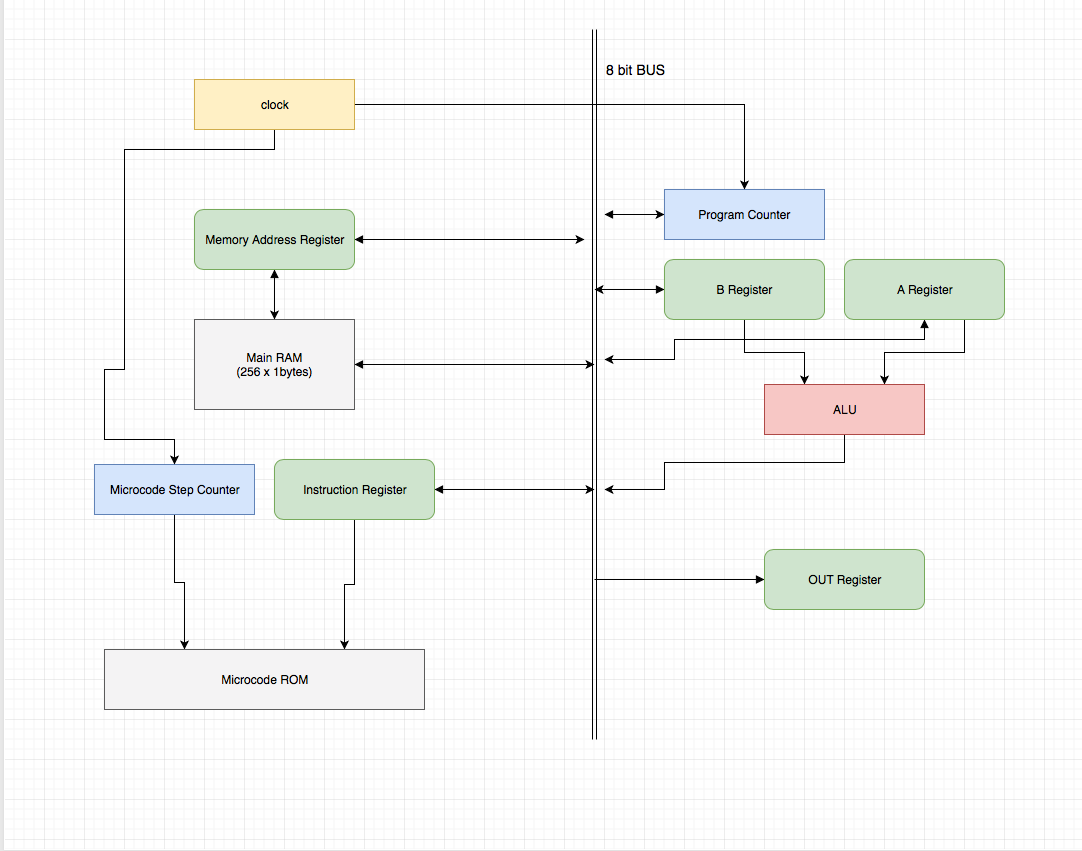 8 bit BUS
clock
Program Counter
Memory Address Register
B Register
A Register
Main RAM
(256 x 1bytes)
ALU
Microcode Step Counter
Instruction Register
OUT Register
Microcode ROM